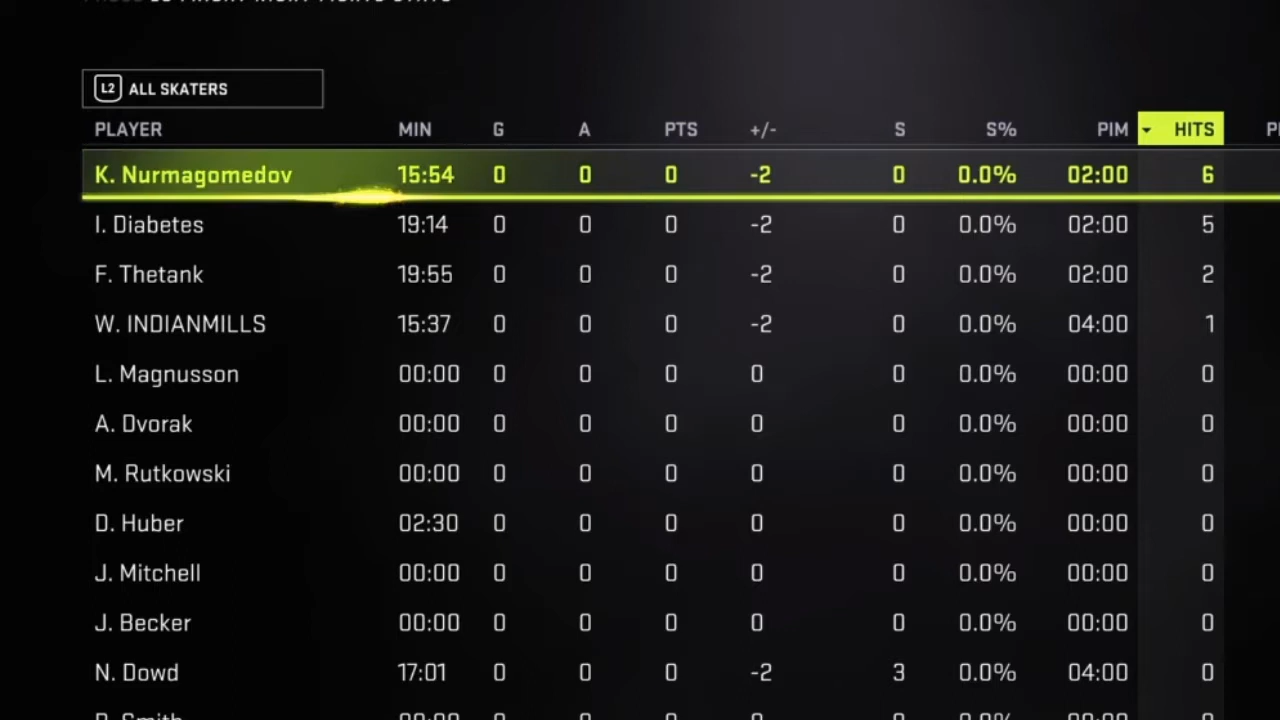 L2 ALL SKATERS
PLAYER MIN G A PTS +/- S S% PIM HITS
K. Nurmagomedov 15:54 0 0 0 -2 0 0.0% 02:00 6
I. Diabetes 19:14 0 0 0 -2 0 0.0% 02:00 5
F. Thetank 19:55 0 0 0 -2 0 0.0% 02:00 2
W. INDIANMILLS 15:37 0 0 0 -2 0 0.0% 04:00 1
L. Magnusson 00:00 0 0 0 0 0 0.0% 00:00 0
A. Dvorak 00:00 0 0 0 0 0 0.0% 00:00 0
M. Rutkowski 00:00 0 0 0 0 0 0.0% 00:00 0
D. Huber 02:30 0 0 0 0 0 0.0% 00:00 0
J. Mitchell 00:00 0 0 0 0 0 0.0% 00:00 0
J. Becker 00:00 0 0 0 0 0 0.0% 00:00 0
N. Dowd 17:01 0 0 0 -2 3 0.0% 04:00 0